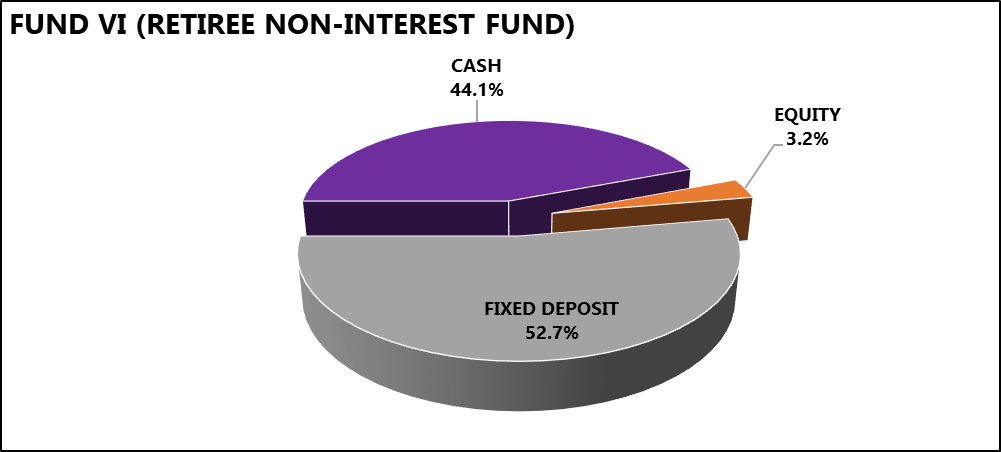 FUND VI (RETIREE NON-INTEREST FUND)
CASH
44.1%
EQUITY
3.2%
FIXED DEPOSIT
52.7%